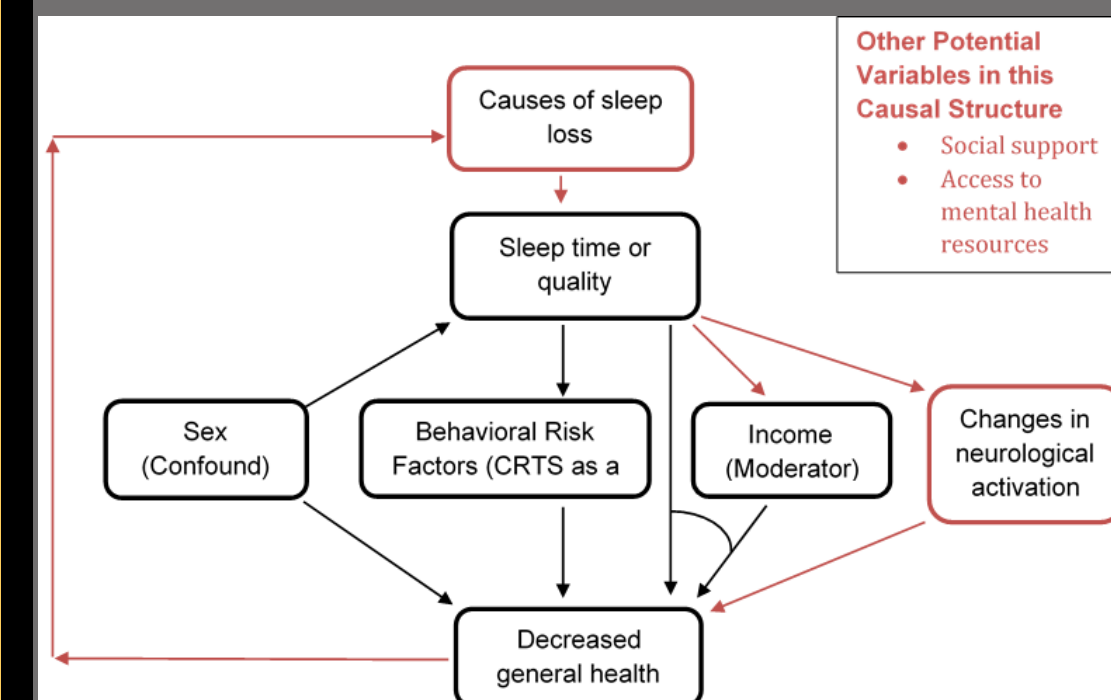 Other Potential
Variables in this
Causal Structure
• Social support
• Access to
mental health
resources
Causes of sleep
loss
Sleep time or
quality
Sex
(Confound)
Behavioral Risk
Factors (CRTS as a
Income
(Moderator)
Changes in
neurological
activation
Decreased
general health